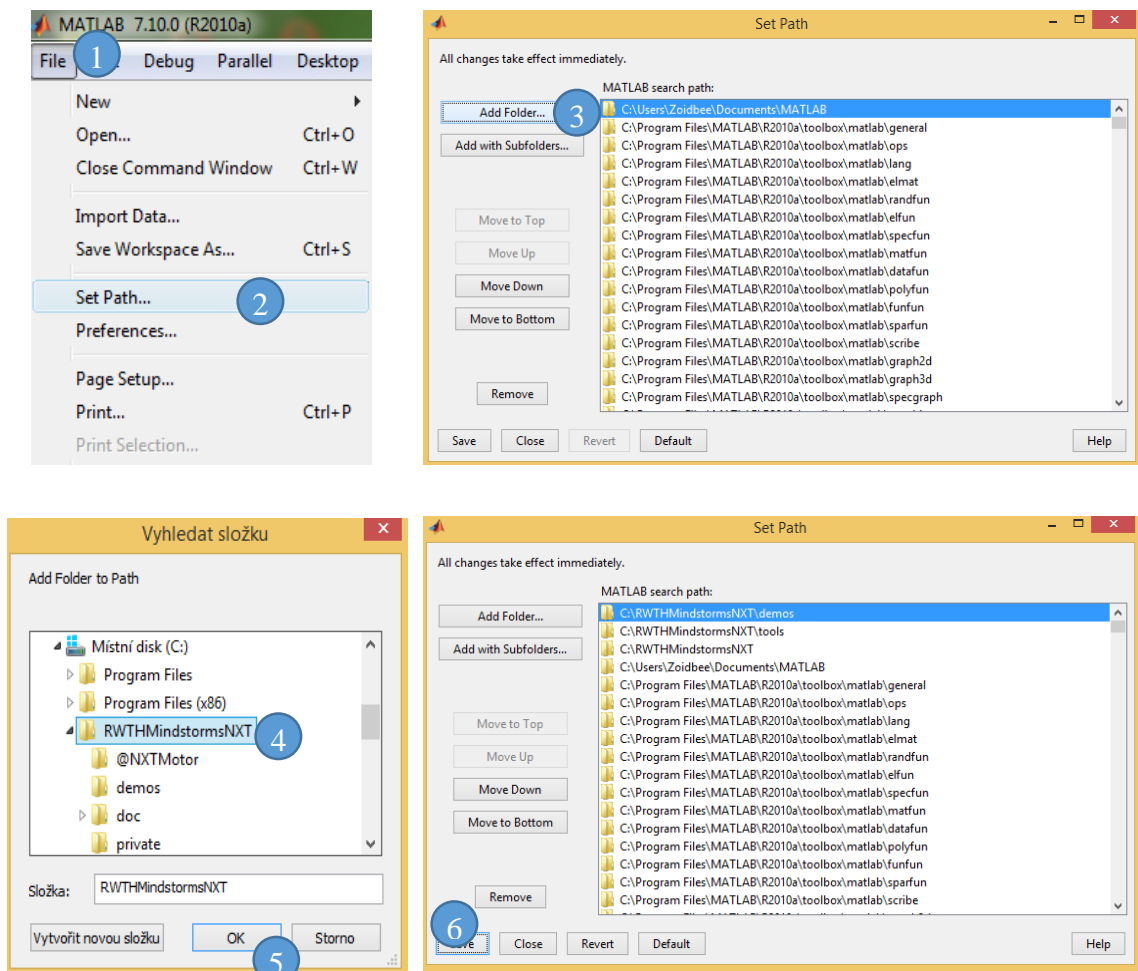 MATLAB 7.10.0 (R2010a)
File 1 Debug Parallel Desktop
New
Open... Ctrl+O
Close Command Window Ctrl+W
Import Data...
Save Workspace As... Ctrl+S
Set Path... 2
Preferences...
Page Setup...
Print... Ctrl+P
Print Selection...
Set Path
All changes take effect immediately.
MATLAB search path:
Add Folder... 3
Add with Subfolders...
Move to Top
Move Up
Move Down
Move to Bottom
Remove
C:\Users\Zoidbee\Documents\MATLAB
C:\Program Files\MATLAB\R2010a\toolbox\matlab\general
C:\Program Files\MATLAB\R2010a\toolbox\matlab\ops
C:\Program Files\MATLAB\R2010a\toolbox\matlab\lang
C:\Program Files\MATLAB\R2010a\toolbox\matlab\elmat
C:\Program Files\MATLAB\R2010a\toolbox\matlab\randfun
C:\Program Files\MATLAB\R2010a\toolbox\matlab\elfun
C:\Program Files\MATLAB\R2010a\toolbox\matlab\specfun
C:\Program Files\MATLAB\R2010a\toolbox\matlab\matfun
C:\Program Files\MATLAB\R2010a\toolbox\matlab\datafun
C:\Program Files\MATLAB\R2010a\toolbox\matlab\polyfun
C:\Program Files\MATLAB\R2010a\toolbox\matlab\funfun
C:\Program Files\MATLAB\R2010a\toolbox\matlab\sparfun
C:\Program Files\MATLAB\R2010a\toolbox\matlab\scribe
C:\Program Files\MATLAB\R2010a\toolbox\matlab\graph2d
C:\Program Files\MATLAB\R2010a\toolbox\matlab\graph3d
C:\Program Files\MATLAB\R2010a\toolbox\matlab\specgraph
Save Close Revert Default Help
Vyhledat složku
Add Folder to Path
Místní disk (C:)
Program Files
Program Files (x86)
RWTHMindstormsNXT 4
@NXTMotor
demos
doc
private
Složka: RWTHMindstormsNXT
Vytvořit novou složku OK Storno
5
Set Path
All changes take effect immediately.
MATLAB search path:
Add Folder...
Add with Subfolders...
Move to Top
Move Up
Move Down
Move to Bottom
Remove
C:\RWTHMindstormsNXT\demos
C:\RWTHMindstormsNXT\tools
C:\RWTHMindstormsNXT
C:\Users\Zoidbee\Documents\MATLAB
C:\Program Files\MATLAB\R2010a\toolbox\matlab\general
C:\Program Files\MATLAB\R2010a\toolbox\matlab\ops
C:\Program Files\MATLAB\R2010a\toolbox\matlab\lang
C:\Program Files\MATLAB\R2010a\toolbox\matlab\elmat
C:\Program Files\MATLAB\R2010a\toolbox\matlab\randfun
C:\Program Files\MATLAB\R2010a\toolbox\matlab\elfun
C:\Program Files\MATLAB\R2010a\toolbox\matlab\specfun
C:\Program Files\MATLAB\R2010a\toolbox\matlab\matfun
C:\Program Files\MATLAB\R2010a\toolbox\matlab\datafun
C:\Program Files\MATLAB\R2010a\toolbox\matlab\polyfun
C:\Program Files\MATLAB\R2010a\toolbox\matlab\funfun
C:\Program Files\MATLAB\R2010a\toolbox\matlab\sparfun
C:\Program Files\MATLAB\R2010a\toolbox\matlab\scribe
6
Close Revert Default Help